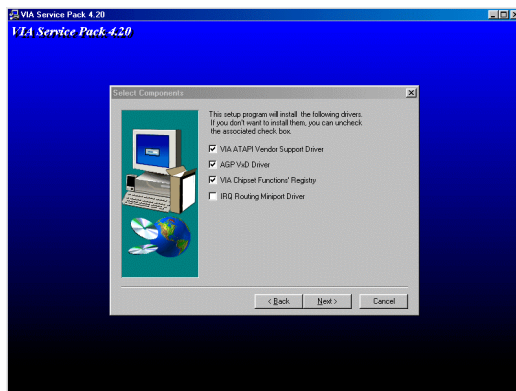 VIA Service Pack 4.20
VIA Service Pack 4.20
Select Components
This setup program will install the following drivers.
If you don't want to install them, you can uncheck
the associated check box.
VIA ATAPI Vendor Support Driver
AGP VxD Driver
VIA Chipset Functions' Registry
IRQ Routing Miniport Driver
< Back
Next >
Cancel